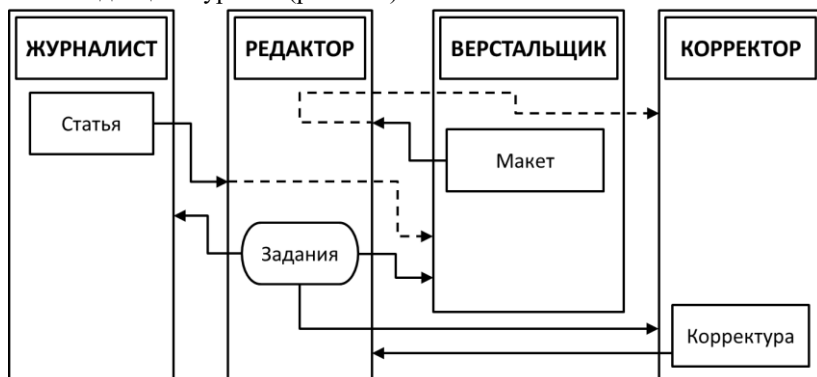 ЖУРНАЛИСТ
РЕДАКТОР
ВЕРСТАЛЬЩИК
КОРРЕКТОР
Статья
Макет
Задания
Корректура